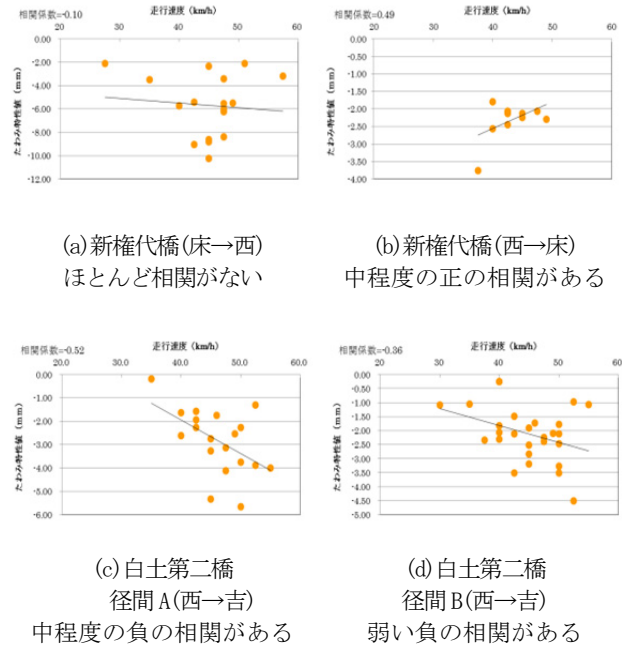 相関係数=-0.10
走行速度（km/h）
20 30 40 50 60
0.00
-2.00
-4.00
-6.00
-8.00
-10.00
-12.00
たわみ特性値（mm）
(a)新権代橋(床→西)
ほとんど相関がない
相関係数=0.49
走行速度（km/h）
20 30 40 50 60
0.00
-0.50
-1.00
-1.50
-2.00
-2.50
-3.00
-3.50
-4.00
たわみ特性値（mm）
(b)新権代橋(西→床)
中程度の正の相関がある
相関係数=-0.52
走行速度（km/h）
20.0 30.0 40.0 50.0 60.0
0.00
-1.00
-2.00
-3.00
-4.00
-5.00
-6.00
たわみ特性値（mm）
(c)白土第二橋
径間A(西→吉)
中程度の負の相関がある
相関係数=-0.36
走行速度（km/h）
20 30 40 50 60
0.00
-0.50
-1.00
-1.50
-2.00
-2.50
-3.00
-3.50
-4.00
-4.50
-5.00
たわみ特性値（mm）
(d)白土第二橋
径間B(西→吉)
弱い負の相関がある